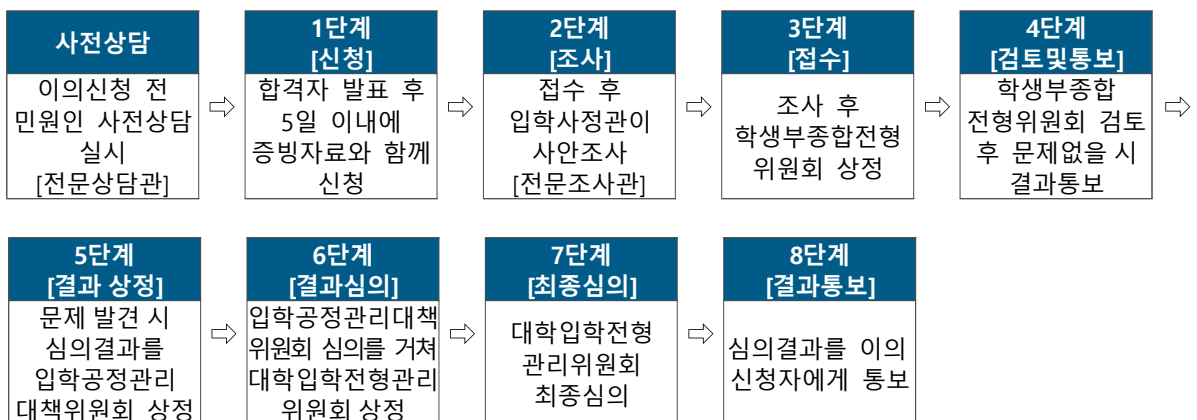 사전상담
이의신청 전
민원인 사전상담
실시
[전문상담관]
⇨
1단계
[신청]
합격자 발표 후
5일 이내에
증빙자료와 함께
신청
⇨
2단계
[조사]
접수 후
입학사정관이
사안조사
[전문조사관]
⇨
3단계
[접수]
조사 후
학생부종합전형
위원회 상정
⇨
4단계
[검토및통보]
학생부종합
전형위원회 검토
후 문제없을 시
결과통보
⇨
5단계
[결과 상정]
문제 발견 시
심의결과를
입학공정관리
대책위원회 상정
⇨
6단계
[결과심의]
입학공정관리대책
위원회 심의를 거쳐
대학입학전형관리
위원회 상정
⇨
7단계
[최종심의]
대학입학전형
관리위원회
최종심의
⇨
8단계
[결과통보]
심의결과를 이의
신청자에게 통보